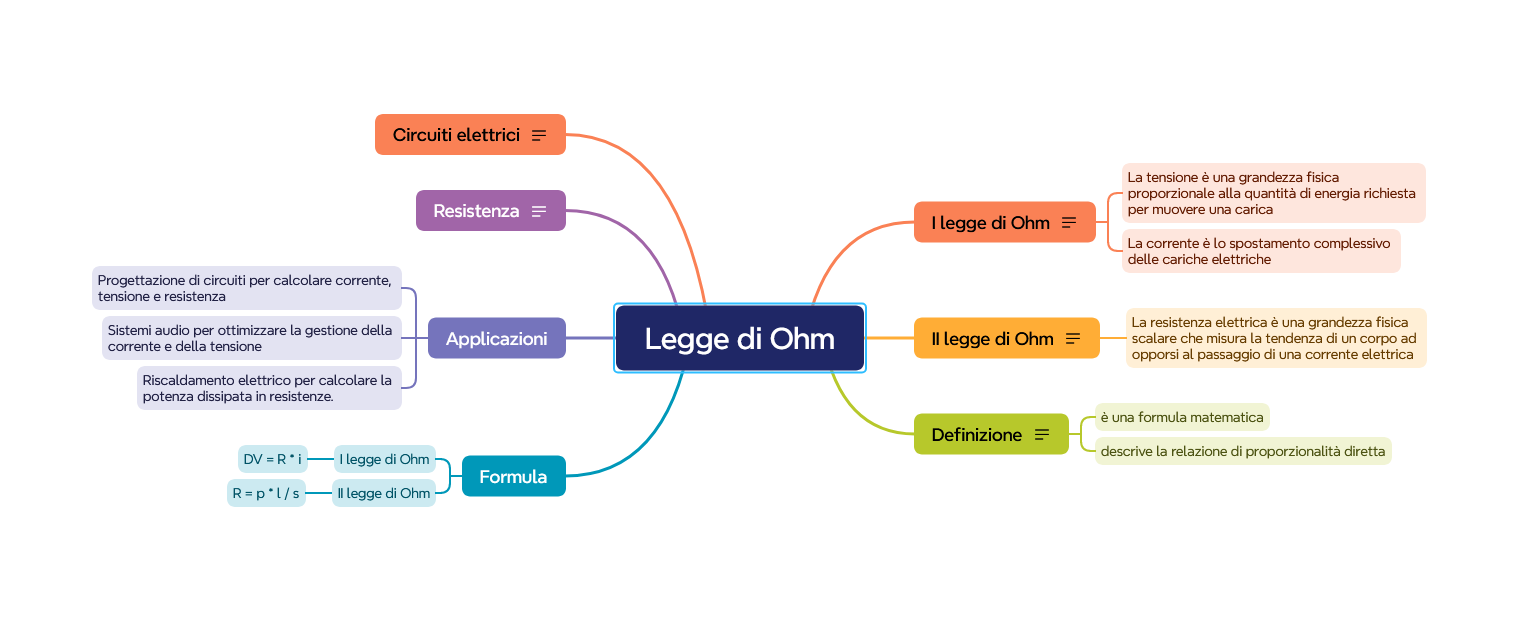 Legge di Ohm
I legge di Ohm
La tensione è una grandezza fisica
proporzionale alla quantità di energia richiesta
per muovere una carica
La corrente è lo spostamento complessivo
delle cariche elettriche
II legge di Ohm
La resistenza elettrica è una grandezza fisica
scalare che misura la tendenza di un corpo ad
opporsi al passaggio di una corrente elettrica
Definizione
è una formula matematica
descrive la relazione di proporzionalità diretta
Circuiti elettrici
Resistenza
Applicazioni
Progettazione di circuiti per calcolare corrente,
tensione e resistenza
Sistemi audio per ottimizzare la gestione della
corrente e della tensione
Riscaldamento elettrico per calcolare la
potenza dissipata in resistenze.
Formula
I legge di Ohm
DV = R * i
II legge di Ohm
R = p * l / s